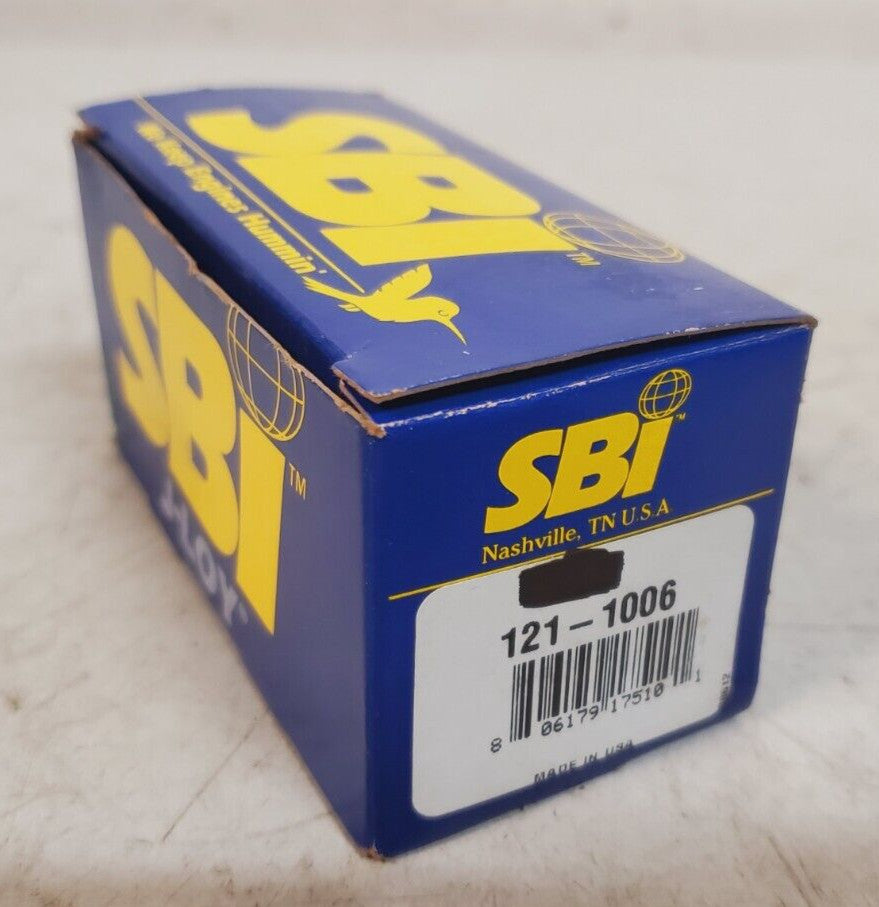 SBI
TM
We Keep Engines Hummin'
SBI
TM
J-LOY
SBI
TM
Nashville, TN U.S.A.
121-1006
8 06179 17510 1
MADE IN USA